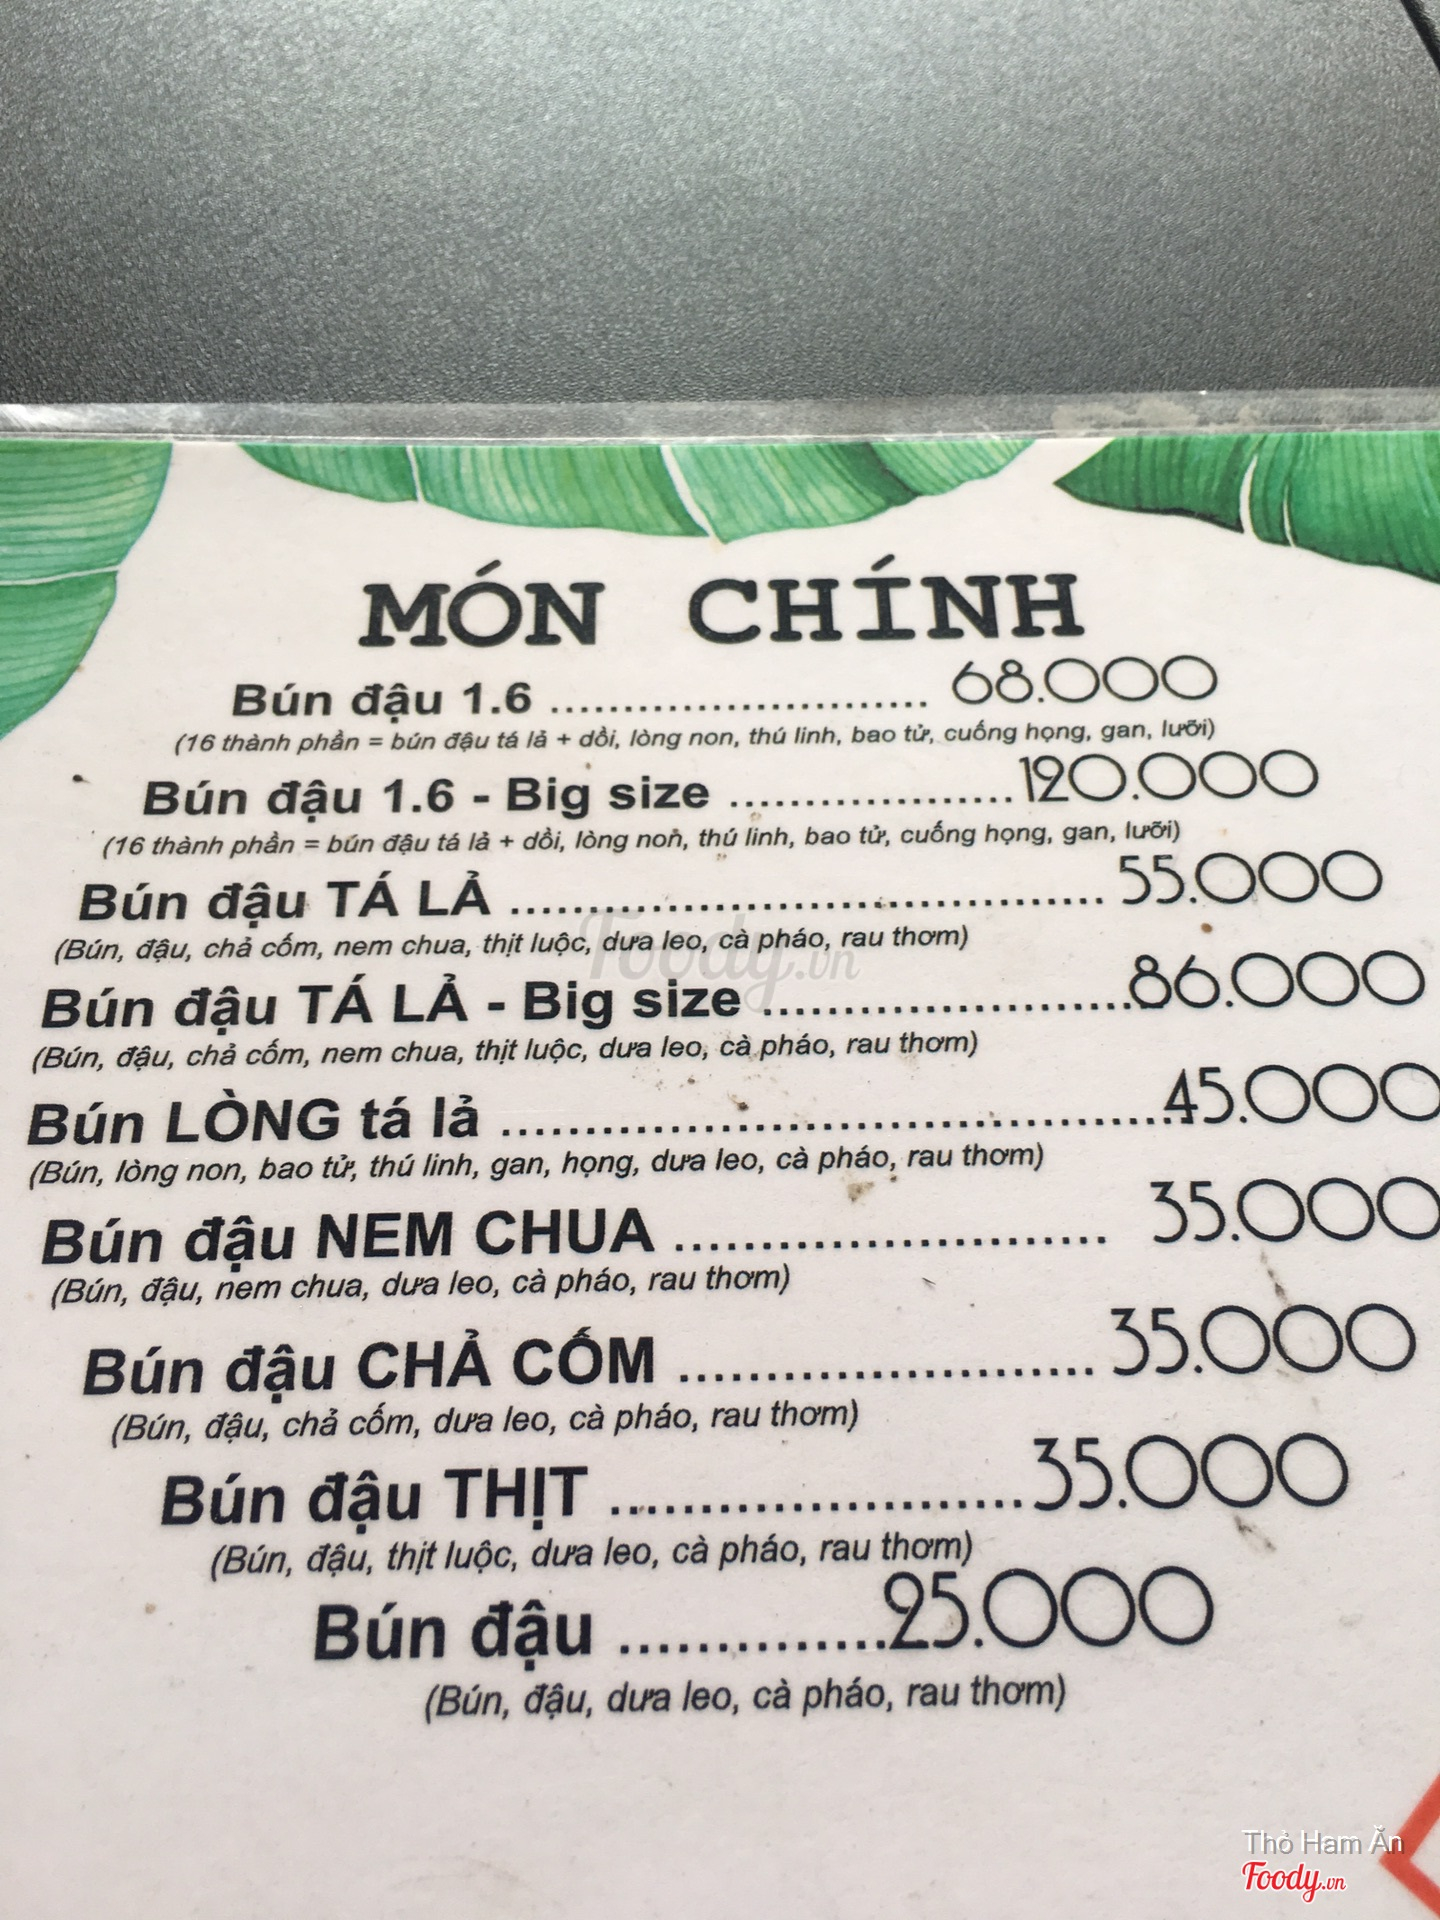 MÓN CHÍNH
Bún đậu 1.6 ......................... 68.000
(16 thành phần = bún đậu tá lả + dồi, lòng non, thú linh, bao tử, cuống họng, gan, lưỡi)
Bún đậu 1.6 - Big size ................... 120.000
(16 thành phần = bún đậu tá lả + dồi, lòng non, thú linh, bao tử, cuống họng, gan, lưỡi)
Bún đậu TÁ LẢ ....................................... 55.000
(Bún, đậu, chả cốm, nem chua, thịt luộc, dưa leo, cà pháo, rau thơm)
Foody.vn
Bún đậu TÁ LẢ - Big size ........................ 86.000
(Bún, đậu, chả cốm, nem chua, thịt luộc, dưa leo, cà pháo, rau thơm)
Bún LÒNG tá lả ......................................... 45.000
(Bún, lòng non, bao tử, thú linh, gan, họng, dưa leo, cà pháo, rau thơm)
Bún đậu NEM CHUA .......................... 35.000
(Bún, đậu, nem chua, dưa leo, cà pháo, rau thơm)
Bún đậu CHẢ CỐM ........................ 35.000
(Bún, đậu, chả cốm, dưa leo, cà pháo, rau thơm)
Bún đậu THỊT ....................... 35.000
(Bún, đậu, thịt luộc, dưa leo, cà pháo, rau thơm)
Bún đậu .............. 25.000
(Bún, đậu, dưa leo, cà pháo, rau thơm)
Thỏ Ham Ăn
Foody.vn